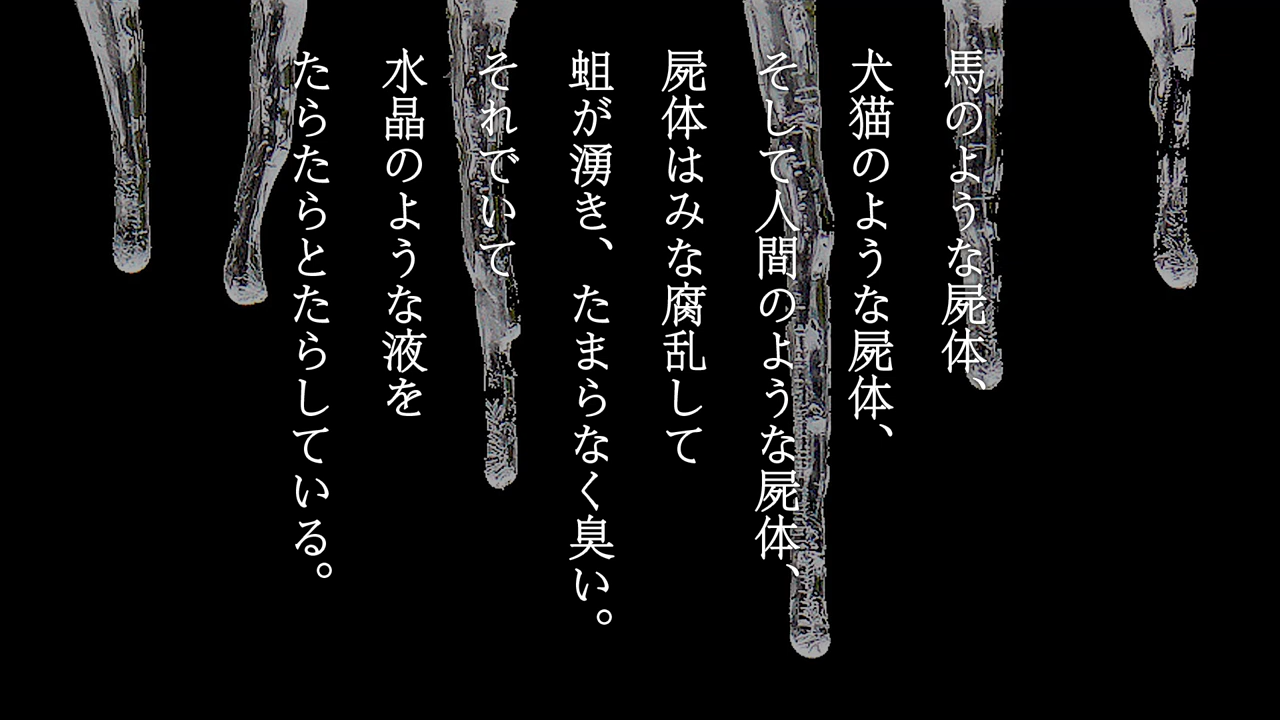 馬のような屍体、
犬猫のような屍体、
そして人間のような屍体、
屍体はみな腐乱して
蛆が湧き、たまらなく臭い。
それでいて
水晶のような液を
たらたらとたらしている。